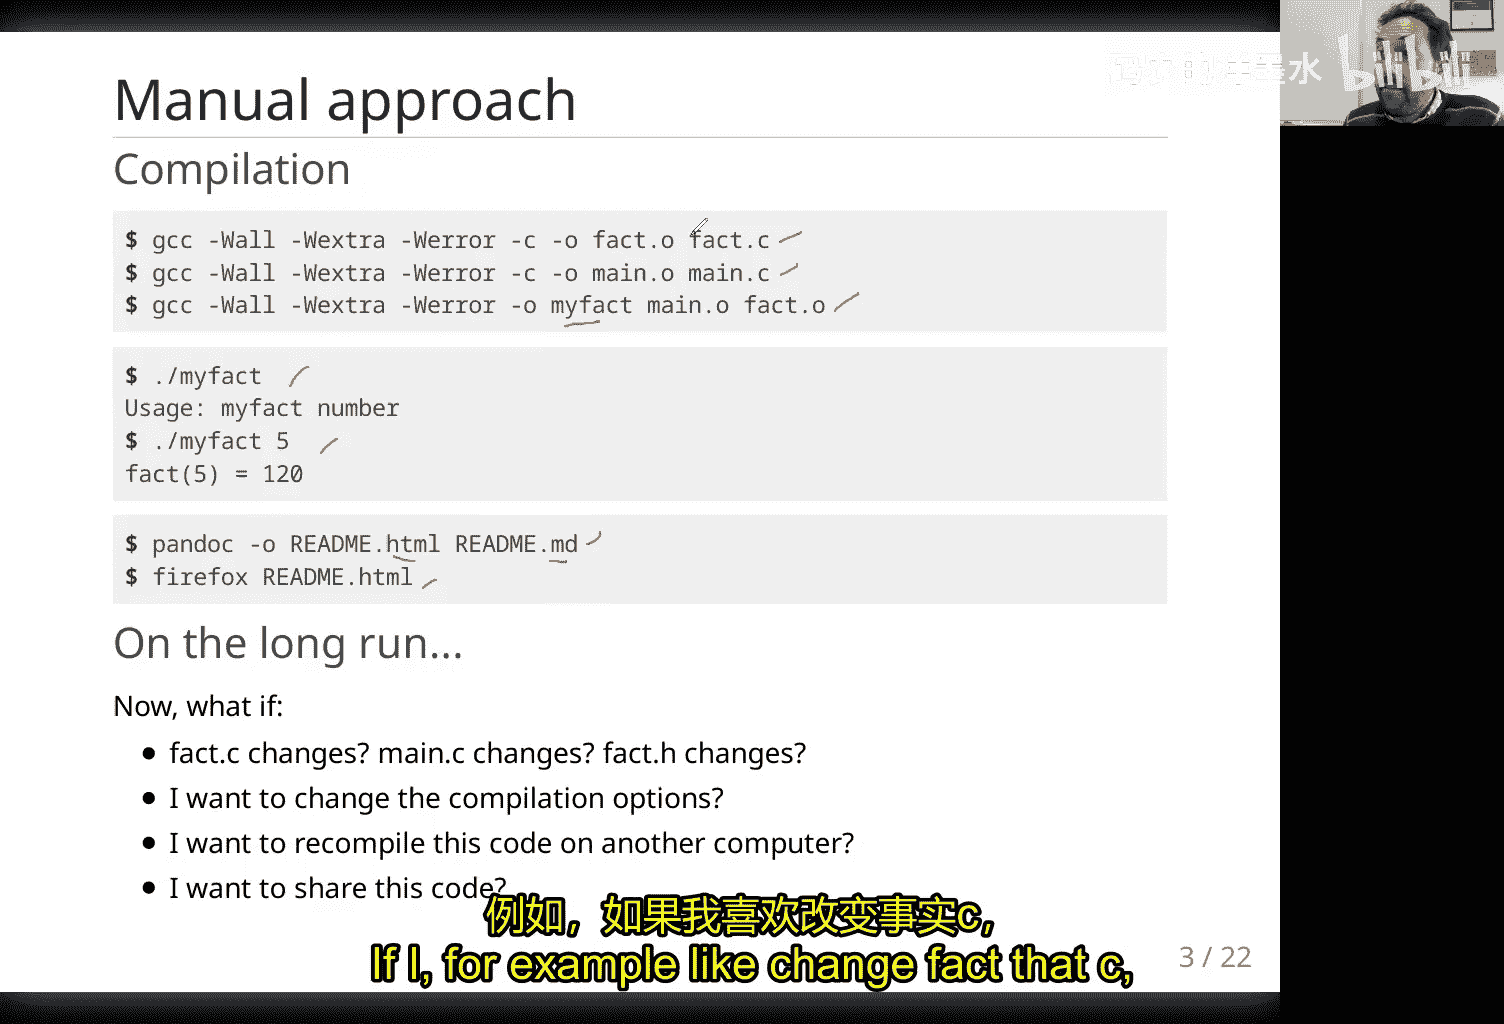 Manual approach
Compilation
$ gcc -Wall -Wextra -Werror -c -o fact.o fact.c
$ gcc -Wall -Wextra -Werror -c -o main.o main.c
$ gcc -Wall -Wextra -Werror -o myfact main.o fact.o
$ ./myfact
Usage: myfact number
$ ./myfact 5
fact(5) = 120
$ pandoc -o README.html README.md
$ firefox README.html
On the long run...
Now, what if:
● fact.c changes? main.c changes? fact.h changes?
● I want to change the compilation options?
● I want to recompile this code on another computer?
● I want to share this code?
例如，如果我喜欢改变事实c，
If I, for example like change fact that c,
3 / 22
水 bilibili